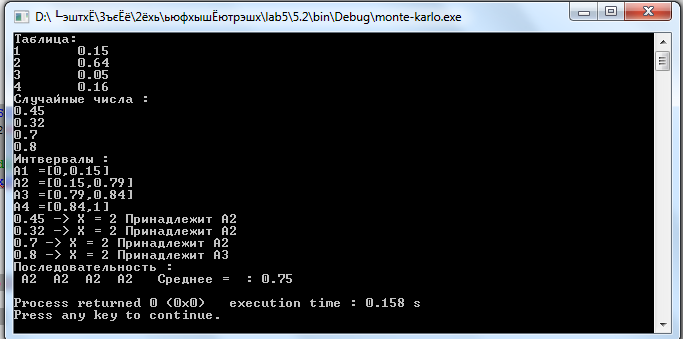 D:\ ╘эштхЁ\3ъєЁё\2ёхь\ьюфхышЁютрэшх\lab5\5.2\bin\Debug\monte-karlo.exe
Таблица:
1 0.15
2 0.64
3 0.05
4 0.16
Случайные числа :
0.45
0.32
0.7
0.8
Интвервалы :
A1 =[0,0.15]
A2 =[0.15,0.79]
A3 =[0.79,0.84]
A4 =[0.84,1]
0.45 -> X = 2 Принадлежит A2
0.32 -> X = 2 Принадлежит A2
0.7 -> X = 2 Принадлежит A2
0.8 -> X = 2 Принадлежит A3
Последовательность :
A2 A2 A2 A2 Среднее = : 0.75
Process returned 0 (0x0) execution time : 0.158 s
Press any key to continue.